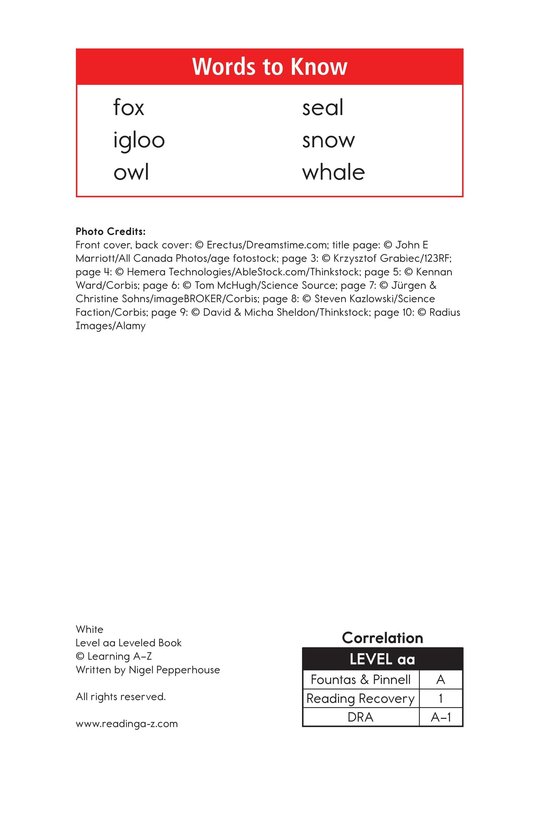 Words to Know
fox
igloo
owl
seal
snow
whale
Photo Credits:
Front cover, back cover: © Erectus/Dreamstime.com; title page: © John E
Marriott/All Canada Photos/age fotostock; page 3: © Krzysztof Grabiec/123RF;
page 4: © Hemera Technologies/AbleStock.com/Thinkstock; page 5: © Kennan
Ward/Corbis; page 6: © Tom McHugh/Science Source; page 7: © Jürgen &
Christine Sohns/imageBROKER/Corbis; page 8: © Steven Kazlowski/Science
Faction/Corbis; page 9: © David & Micha Sheldon/Thinkstock; page 10: © Radius
Images/Alamy
White
Level aa Leveled Book
© Learning A–Z
Written by Nigel Pepperhouse
All rights reserved.
www.readinga-z.com
Correlation
LEVEL aa
Fountas & Pinnell A
Reading Recovery 1
DRA A–1